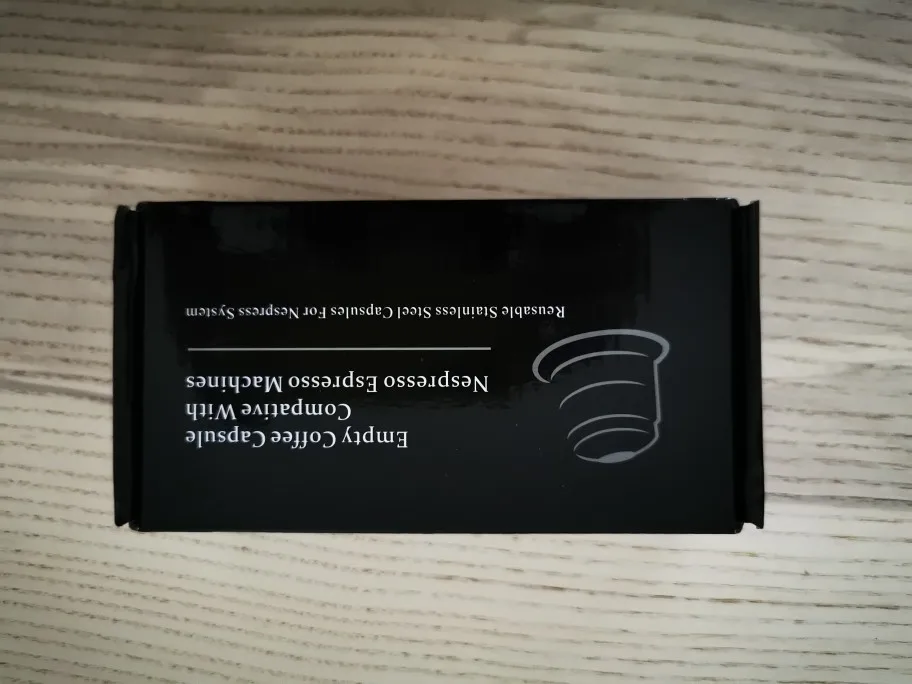 Empty Coffee Capsule
Compative With
Nespresso Espresso Machines
Reusable Stainless Steel Capsules For Nespress System